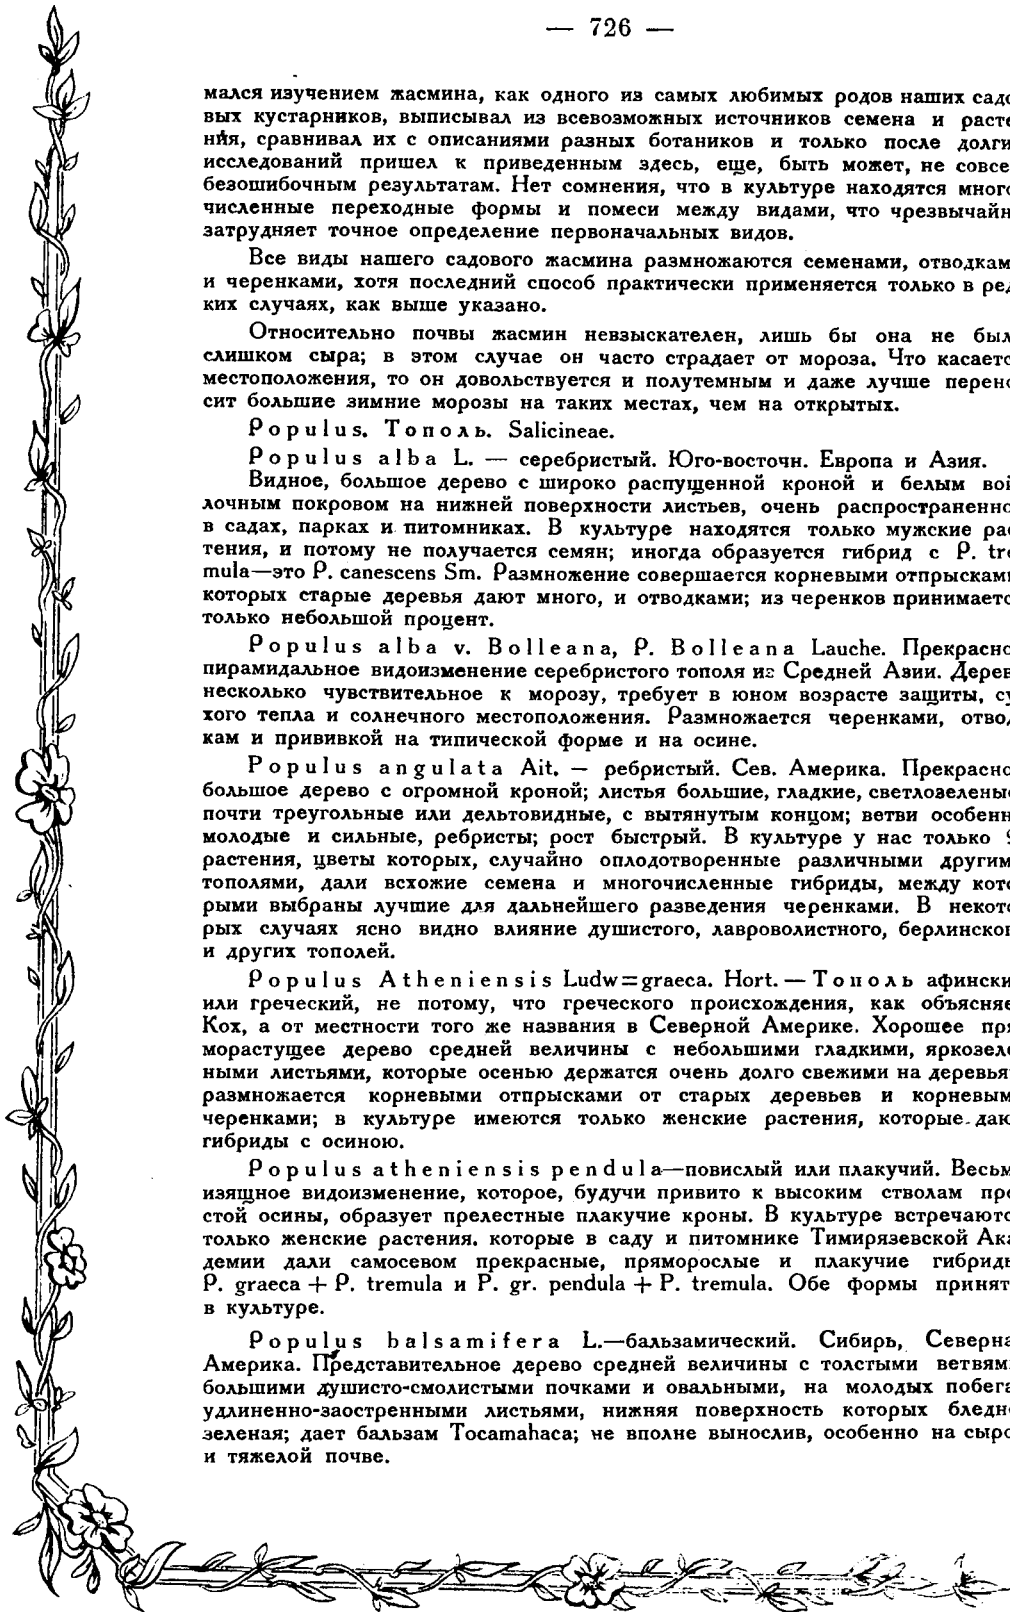 — 726 —
мался изучением жасмина, как одного из самых любимых родов наших садо
вых кустарников, выписывал из всевозможных источников семена и расте
ния, сравнивал их с описаниями разных ботаников и только после долги
исследований пришел к приведенным здесь, еще, быть может, не совсе
безошибочным результатам. Нет сомнения, что в культуре находятся много
численные переходные формы и помеси между видами, что чрезвычайн
затрудняет точное определение первоначальных видов.
Все виды нашего садового жасмина размножаются семенами, отводкам
и черенками, хотя последний способ практически применяется только в ред
ких случаях, как выше указано.
Относительно почвы жасмин невзыскателен, лишь бы она не был
слишком сыра; в этом случае он часто страдает от мороза. Что касаетс
местоположения, то он довольствуется и полутемным и даже лучше перено
сит большие зимние морозы на таких местах, чем на открытых.
Populus. Тополь. Salicineae.
Populus alba L. — серебристый. Юго-восточн. Европа и Азия.
Видное, большое дерево с широко распущенной кроной и белым вой
лочным покровом на нижней поверхности листьев, очень распространенно
в садах, парках и питомниках. В культуре находятся только мужские рас
тения, и потому не получается семян; иногда образуется гибрид с P. tre
mula—это P. canescens Sm. Размножение совершается корневыми отпрысками
которых старые деревья дают много, и отводками; из черенков принимаетс
только небольшой процент.
Populus alba v. Bolleana, P. Bolleana Lauche. Прекрасно
пирамидальное видоизменение серебристого тополя из Средней Азии. Дерев
несколько чувствительное к морозу, требует в юном возрасте защиты, су
хого тепла и солнечного местоположения. Размножается черенками, отвод
кам и прививкой на типической форме и на осине.
Populus angulata Ait. — ребристый. Сев. Америка. Прекрасно
большое дерево с огромной кроной; листья большие, гладкие, светлозелены
почти треугольные или дельтовидные, с вытянутым концом; ветви особенн
молодые и сильные, ребристы; рост быстрый. В культуре у нас только ♀
растения, цветы которых, случайно оплодотворенные различными другим
тополями, дали всхожие семена и многочисленные гибриды, между кото
рыми выбраны лучшие для дальнейшего разведения черенками. В некото
рых случаях ясно видно влияние душистого, лавроволистного, берлинског
и других тополей.
Populus Atheniensis Ludw=graeca. Hort. — Тополь афински
или греческий, не потому, что греческого происхождения, как объясняе
Кох, а от местности того же названия в Северной Америке. Хорошее пря
морастущее дерево средней величины с небольшими гладкими, яркозеле
ными листьями, которые осенью держатся очень долго свежими на деревья
размножается корневыми отпрысками от старых деревьев и корневым
черенками; в культуре имеются только женские растения, которые даю
гибриды с осиною.
Populus atheniensis pendula—повислый или плакучий. Весьм
изящное видоизменение, которое, будучи привито к высоким стволам про
стой осины, образует прелестные плакучие кроны. В культуре встречаютс
только женские растения. которые в саду и питомнике Тимирязевской Ака
демии дали самосевом прекрасные, пряморослые и плакучие гибриды
P. graeca + P. tremula и P. gr. pendula + P. tremula. Обе формы принят
в культуре.
Populus balsamifera L.—бальзамический. Сибирь, Северна
Америка. Представительное дерево средней величины с толстыми ветвям
большими душисто-смолистыми почками и овальными, на молодых побега
удлиненно-заостренными листьями, нижняя поверхность которых бледн
зеленая; дает бальзам Tocamahaca; не вполне вынослив, особенно на сыро
и тяжелой почве.